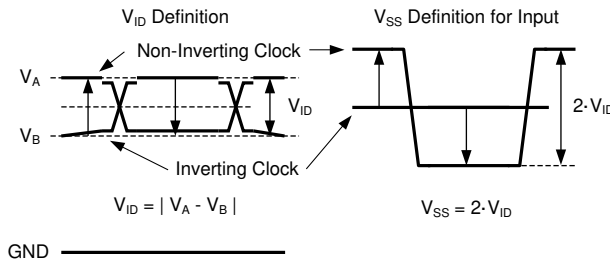 V_ID Definition
V_SS Definition for Input
Non-Inverting Clock
V_A
V_ID
2·V_ID
V_B
Inverting Clock
V_ID = | V_A - V_B |
V_SS = 2·V_ID
GND